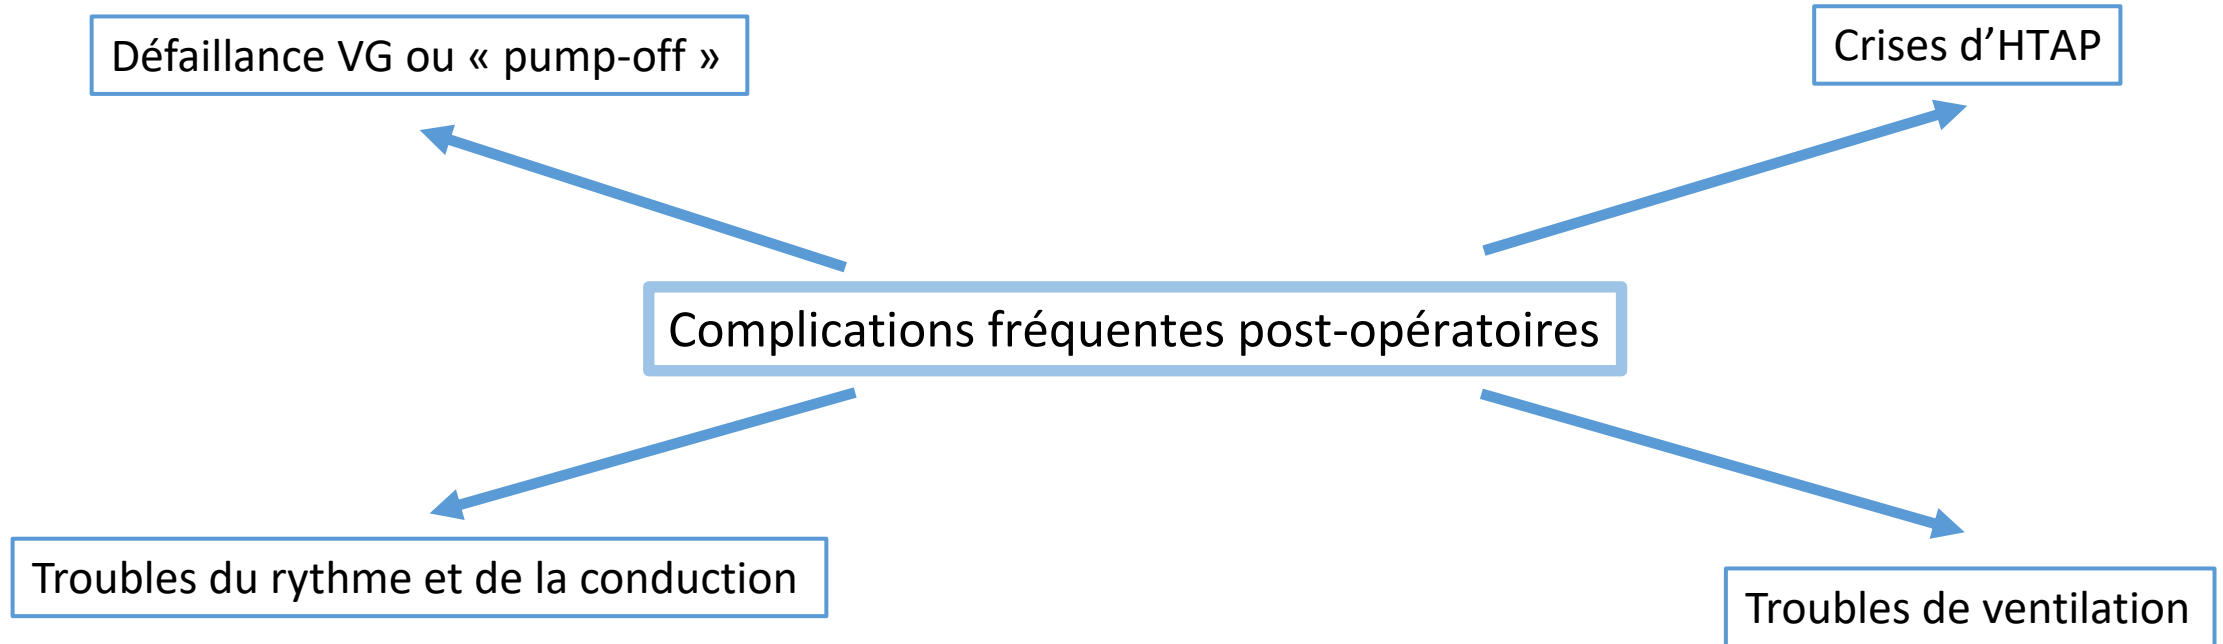 Défaillance VG ou « pump-off »
Crises d’HTAP
Complications fréquentes post-opératoires
Troubles du rythme et de la conduction
Troubles de ventilation